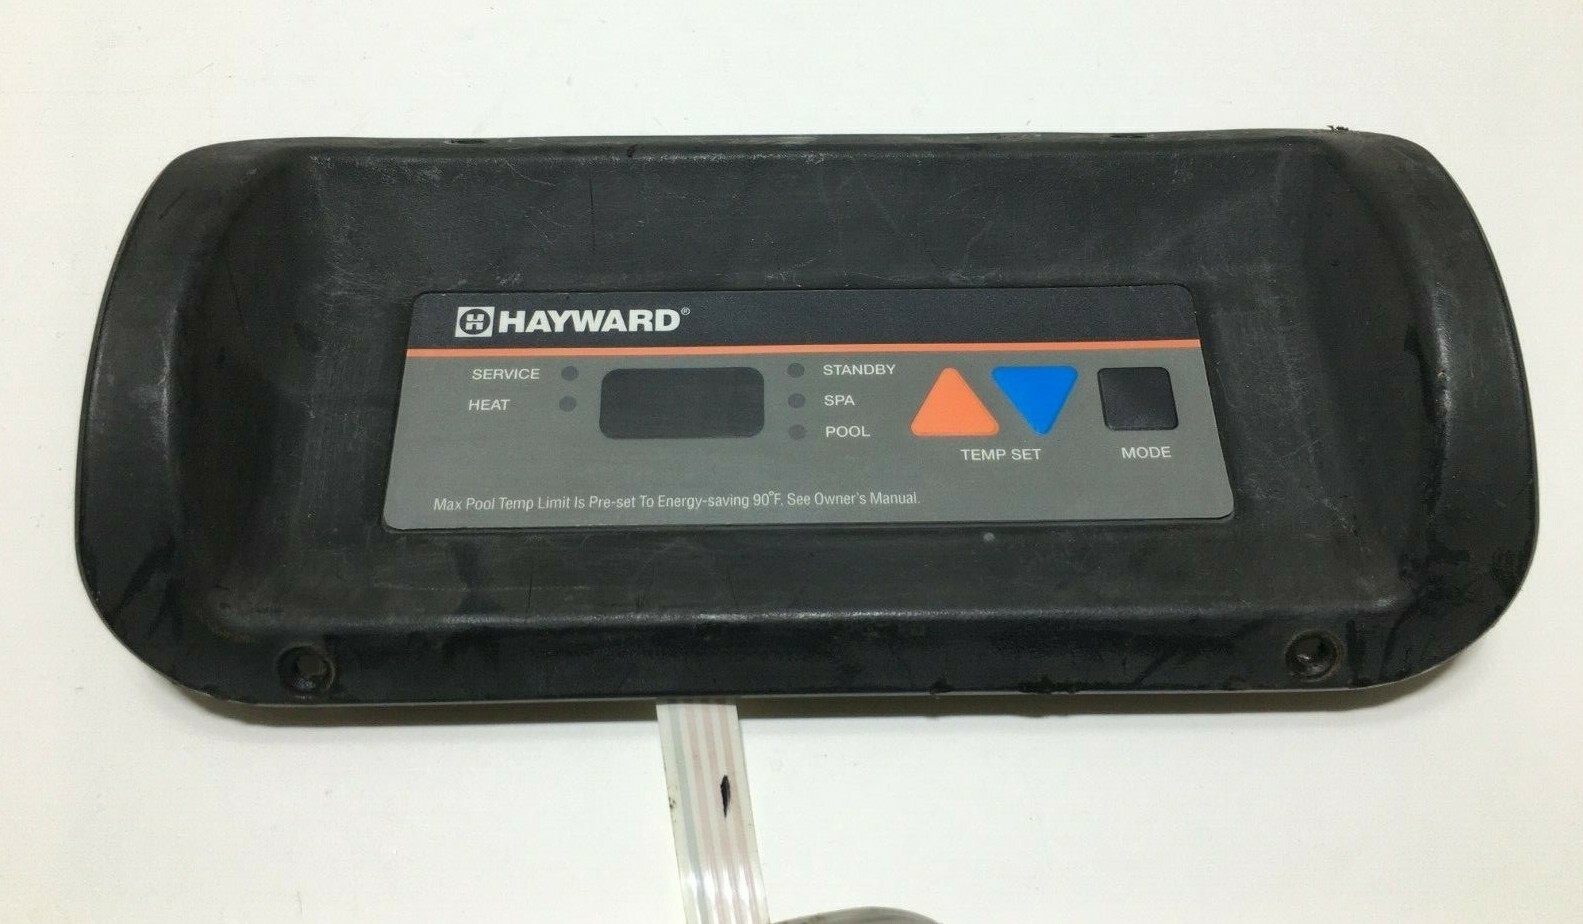 HAYWARD®
SERVICE
HEAT
STANDBY
SPA
POOL
TEMP SET
MODE
Max Pool Temp Limit Is Pre-set To Energy-saving 90°F. See Owner's Manual.